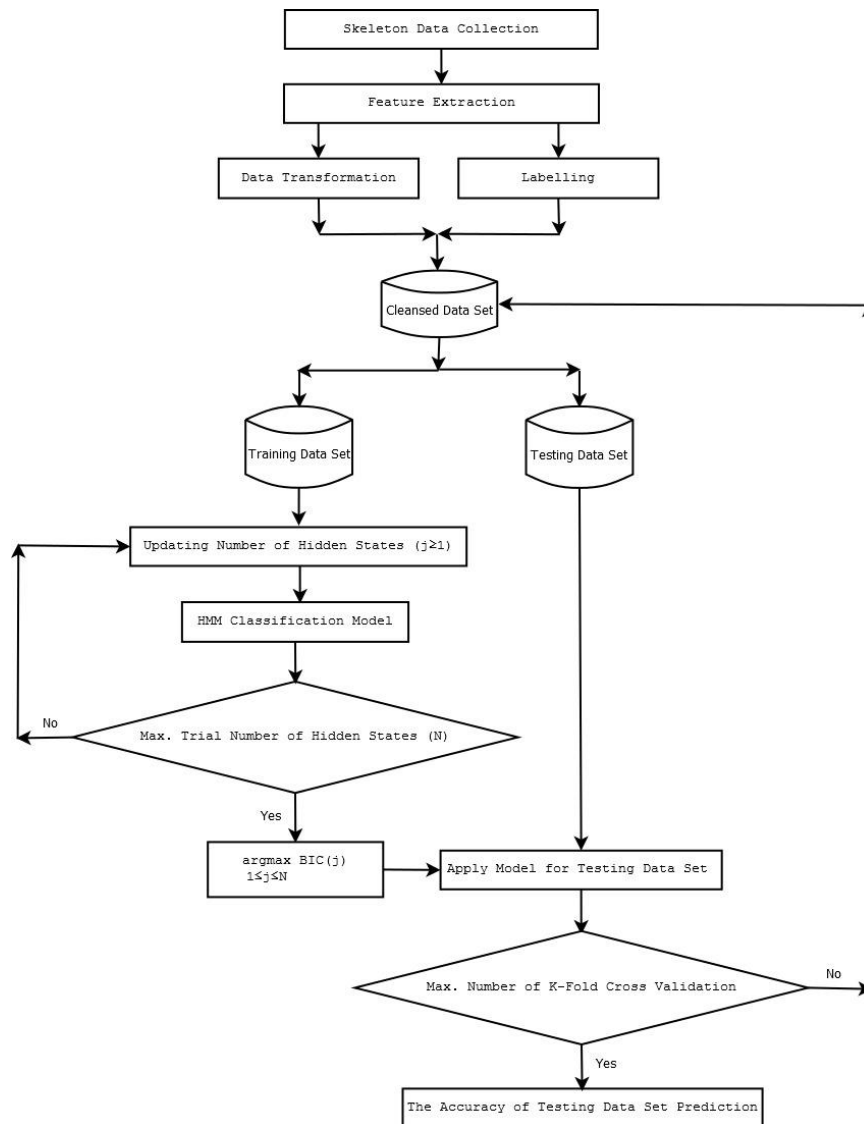 Skeleton Data Collection
Feature Extraction
Data Transformation
Labelling
Cleansed Data Set
Training Data Set
Testing Data Set
Updating Number of Hidden States (j≥1)
HMM Classification Model
No
Max. Trial Number of Hidden States (N)
Yes
argmax BIC(j)
1≤j≤N
Apply Model for Testing Data Set
Max. Number of K-Fold Cross Validation
No
Yes
The Accuracy of Testing Data Set Prediction